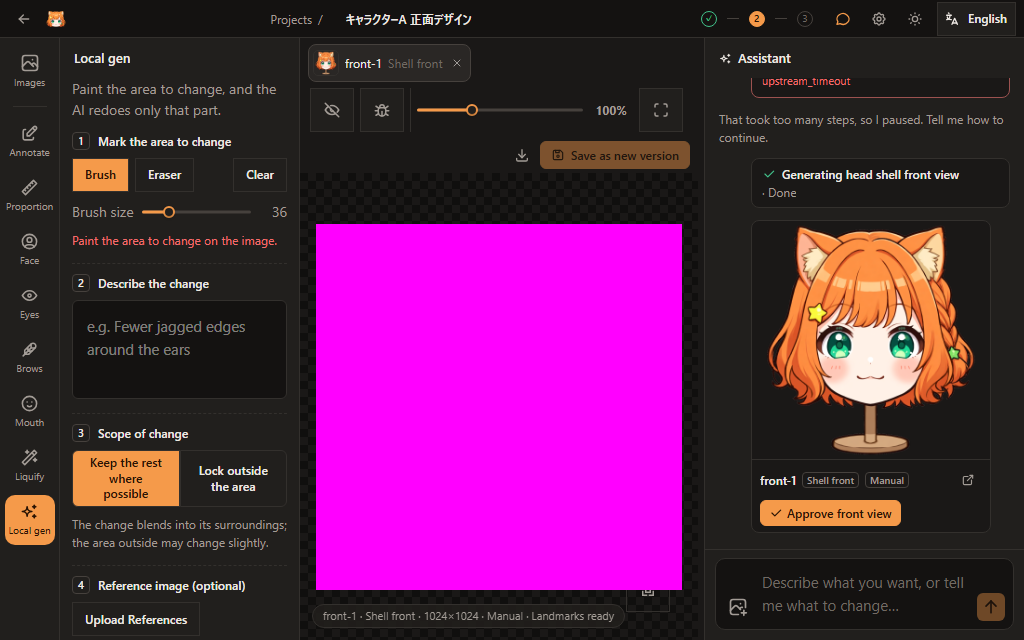 Projects /
キャラクターA 正面デザイン
2
3
English
Images
Annotate
Proportion
Face
Eyes
Brows
Mouth
Liquify
Local gen
Local gen
Paint the area to change, and the
AI redoes only that part.
1 Mark the area to change
Brush
Eraser
Clear
Brush size
36
Paint the area to change on the image.
2 Describe the change
e.g. Fewer jagged edges
around the ears
3 Scope of change
Keep the rest
where
possible
Lock outside
the area
The change blends into its surroundings;
the area outside may change slightly.
4 Reference image (optional)
Upload References
front-1 Shell front
100%
Save as new version
front-1 · Shell front · 1024×1024 · Manual · Landmarks ready
Assistant
upstream_timeout
That took too many steps, so I paused. Tell me how to
continue.
Generating head shell front view
· Done
front-1 Shell front Manual
Approve front view
Describe what you want, or tell
me what to change...